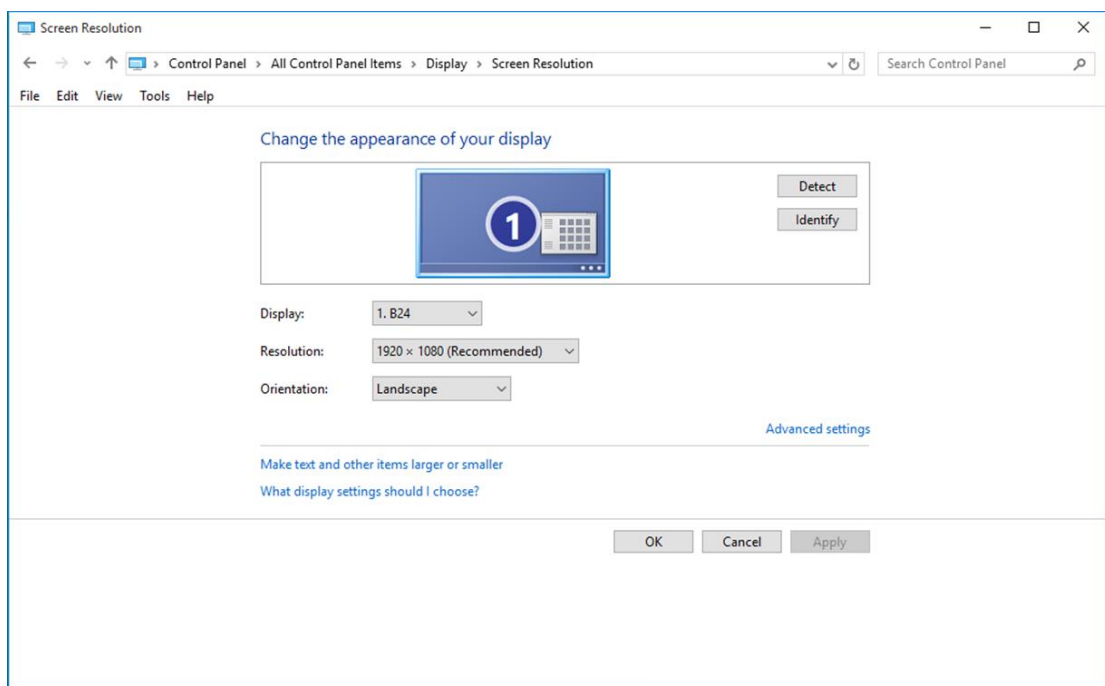 Screen Resolution
Control Panel > All Control Panel Items > Display > Screen Resolution
Search Control Panel
File Edit View Tools Help
Change the appearance of your display
1
Detect
Identify
Display: 1. B24
Resolution: 1920 × 1080 (Recommended)
Orientation: Landscape
Advanced settings
Make text and other items larger or smaller
What display settings should I choose?
OK Cancel Apply